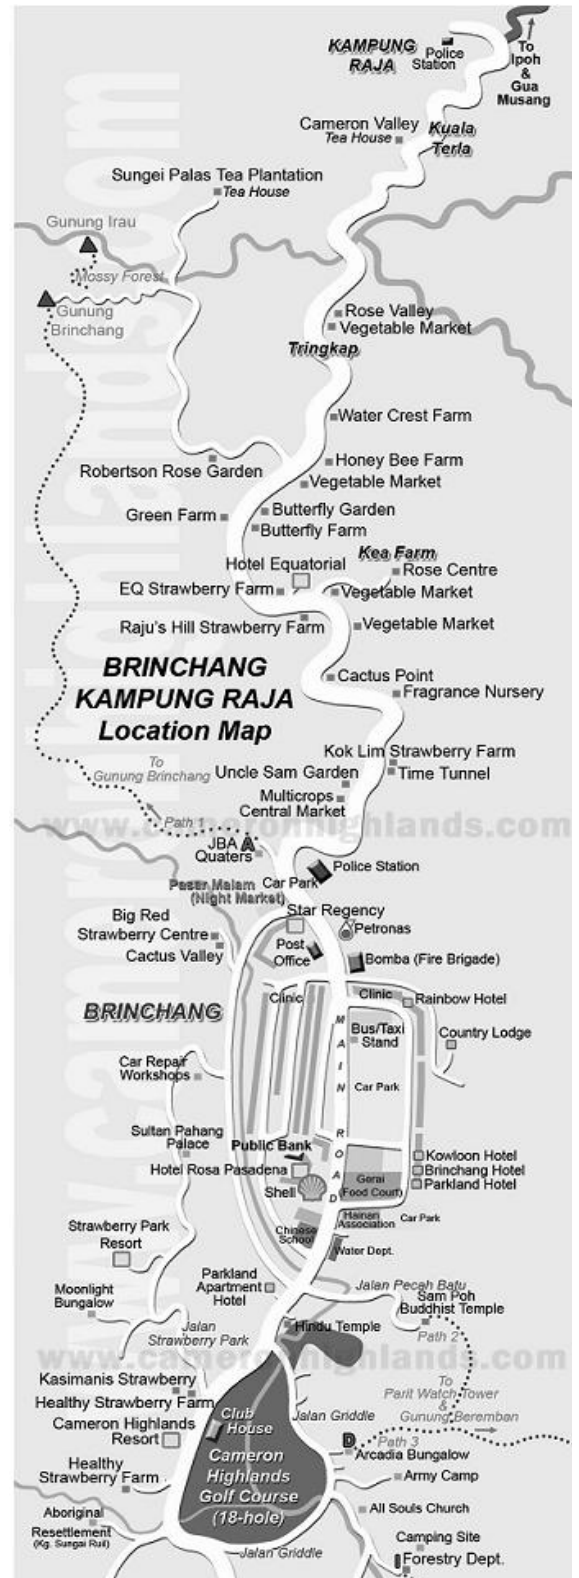 KAMPUNG
RAJA
Police
Station
To
Ipoh
&
Gua
Musang
Cameron Valley
Tea House
Kuala
Terla
Sungei Palas Tea Plantation
Tea House
Gunung Irau
Mossy Forest
Gunung
Brinchang
Rose Valley
Vegetable Market
Tringkap
Water Crest Farm
Robertson Rose Garden
Honey Bee Farm
Vegetable Market
Green Farm
Butterfly Garden
Butterfly Farm
Hotel Equatorial
Kea Farm
Rose Centre
EQ Strawberry Farm
Vegetable Market
Raju's Hill Strawberry Farm
Vegetable Market
BRINCHANG
KAMPUNG RAJA
Location Map
Cactus Point
Fragrance Nursery
To
Gunung Brinchang
Kok Lim Strawberry Farm
Time Tunnel
Uncle Sam Garden
Multicrops
Central Market
Path 1
www.cameronhighlands.com
JBA
Quaters
A
Police Station
Car Park
Pasar Malam
(Night Market)
Star Regency
Big Red
Strawberry Centre
Cactus Valley
Post
Office
Petronas
Bomba (Fire Brigade)
BRINCHANG
Clinic
Clinic
Rainbow Hotel
MAIN ROAD
Bus/Taxi
Stand
Country Lodge
Car Repair
Workshops
Car Park
Sultan Pahang
Palace
Public Bank
Hotel Rosa Pasadena
Shell
Gerai
(Food Court)
Kowloon Hotel
Brinchang Hotel
Parkland Hotel
Chinese
School
Hainan
Association
Car Park
Water Dept.
Strawberry Park
Resort
Parkland
Apartment
Hotel
Jalan Pecah Batu
Moonlight
Bungalow
Sam Poh
Buddhist Temple
Jalan
Strawberry Park
Hindu Temple
Path 2
www.cameronhighlands.com
Kasimanis Strawberry
Healthy Strawberry Farm
To
Parit Watch Tower
&
Gunung Beremban
Cameron Highlands
Resort
Club
House
Jalan Griddle
D
Path 3
Arcadia Bungalow
Cameron
Highlands
Golf Course
(18-hole)
Healthy
Strawberry Farm
Army Camp
Aboriginal
Resettlement
(Kg. Sungai Ruil)
All Souls Church
Camping Site
Jalan Griddle
Forestry Dept.
www.cameronhighlands.com